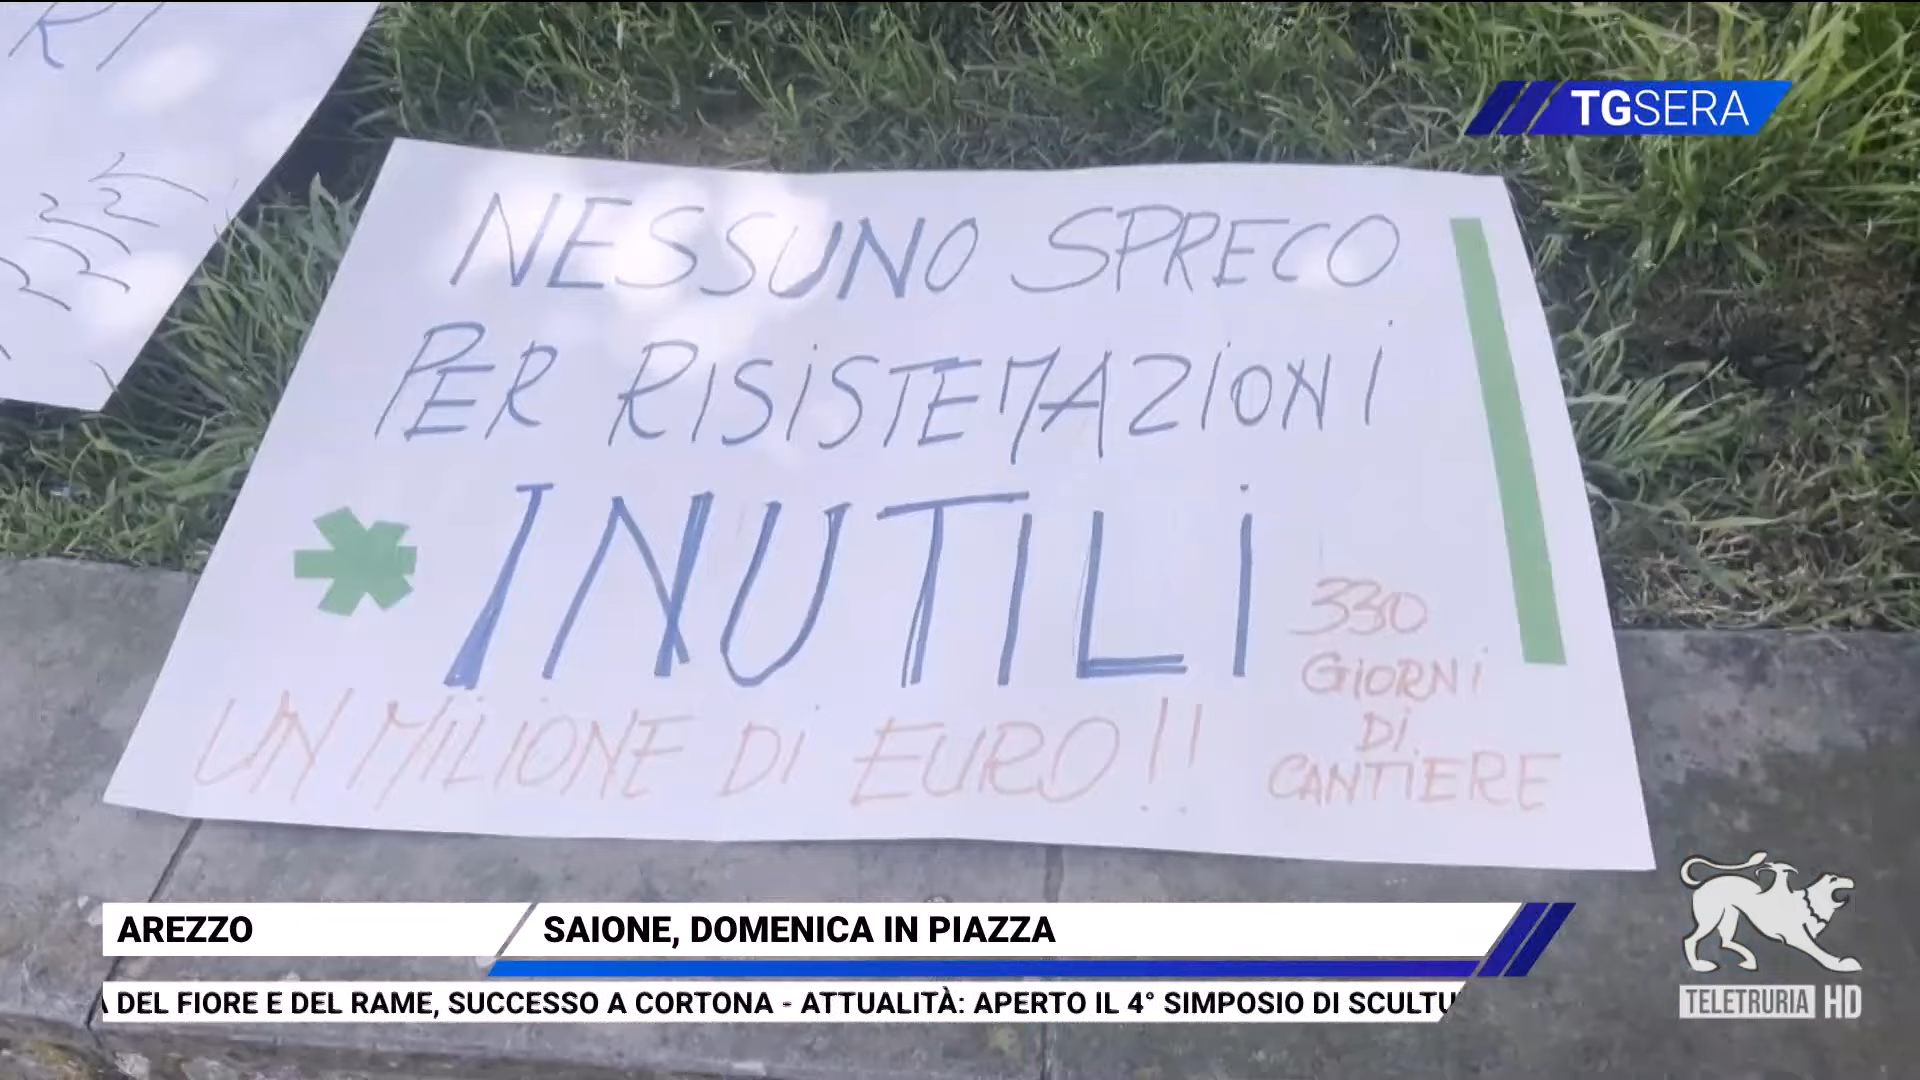 TGSERA
NESSUNO SPRECO
PER RISISTEMAZIONI
INUTILI
330
GIORNI
DI
CANTIERE
UN MILIONE DI EURO!!
AREZZO
SAIONE, DOMENICA IN PIAZZA
DEL FIORE E DEL RAME, SUCCESSO A CORTONA - ATTUALITÀ: APERTO IL 4° SIMPOSIO DI SCULTU
TELETRURIA HD